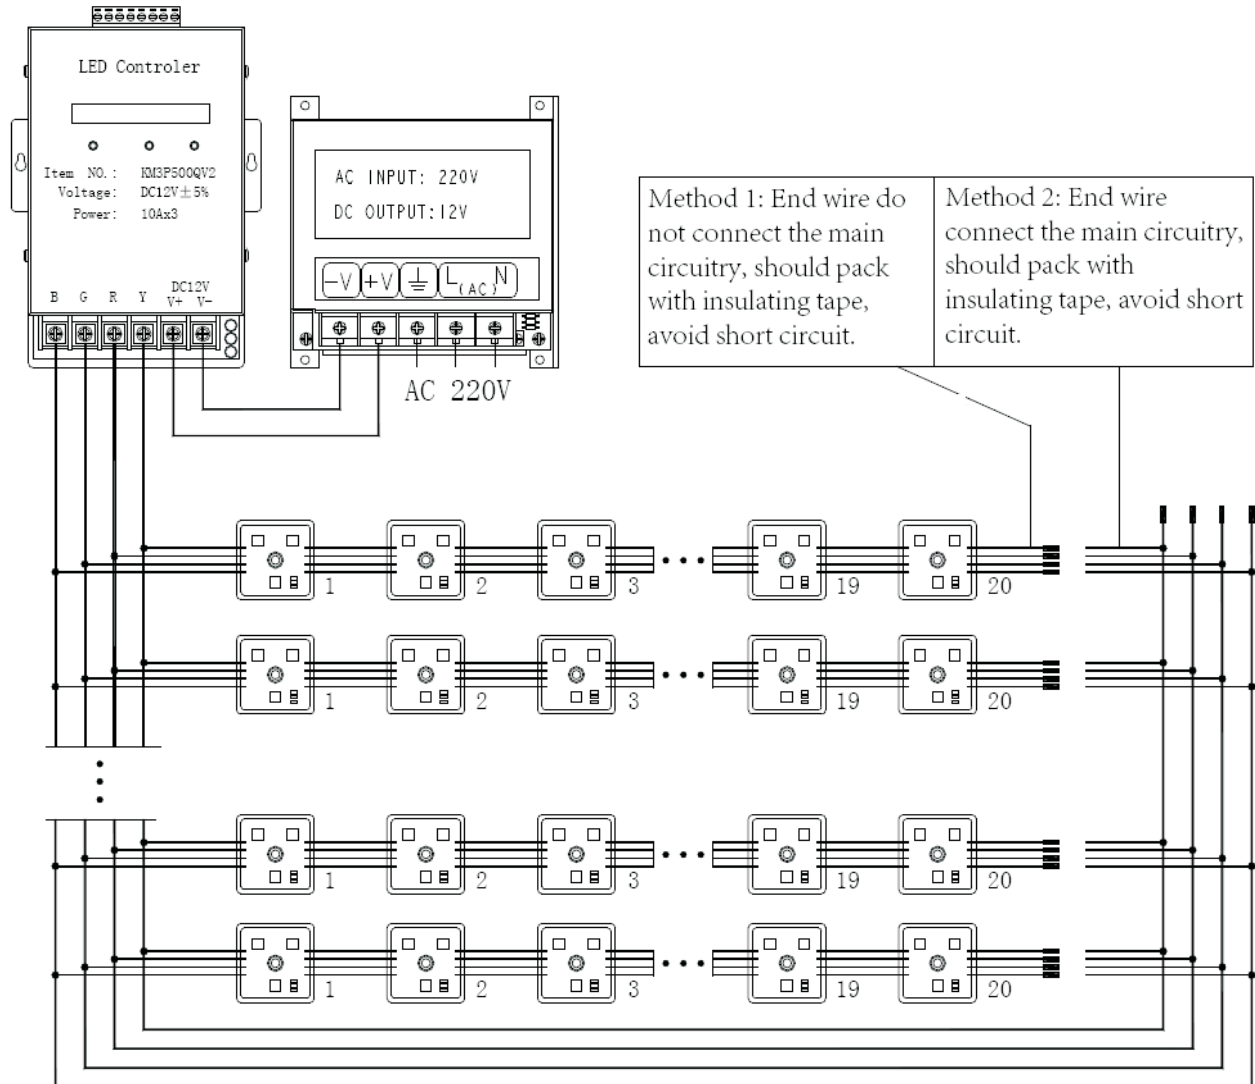 LED Controler
Item NO.: KM3P500QV2
Voltage: DC12V±5%
Power: 10Ax3
DC12V
B G R Y V+ V-
AC INPUT: 220V
DC OUTPUT:12V
-V +V L (AC) N
AC 220V
Method 1: End wire do
not connect the main
circuitry, should pack
with insulating tape,
avoid short circuit.
Method 2: End wire
connect the main circuitry,
should pack with
insulating tape, avoid short
circuit.
1 2 3 19 20
1 2 3 19 20
1 2 3 19 20
1 2 3 19 20